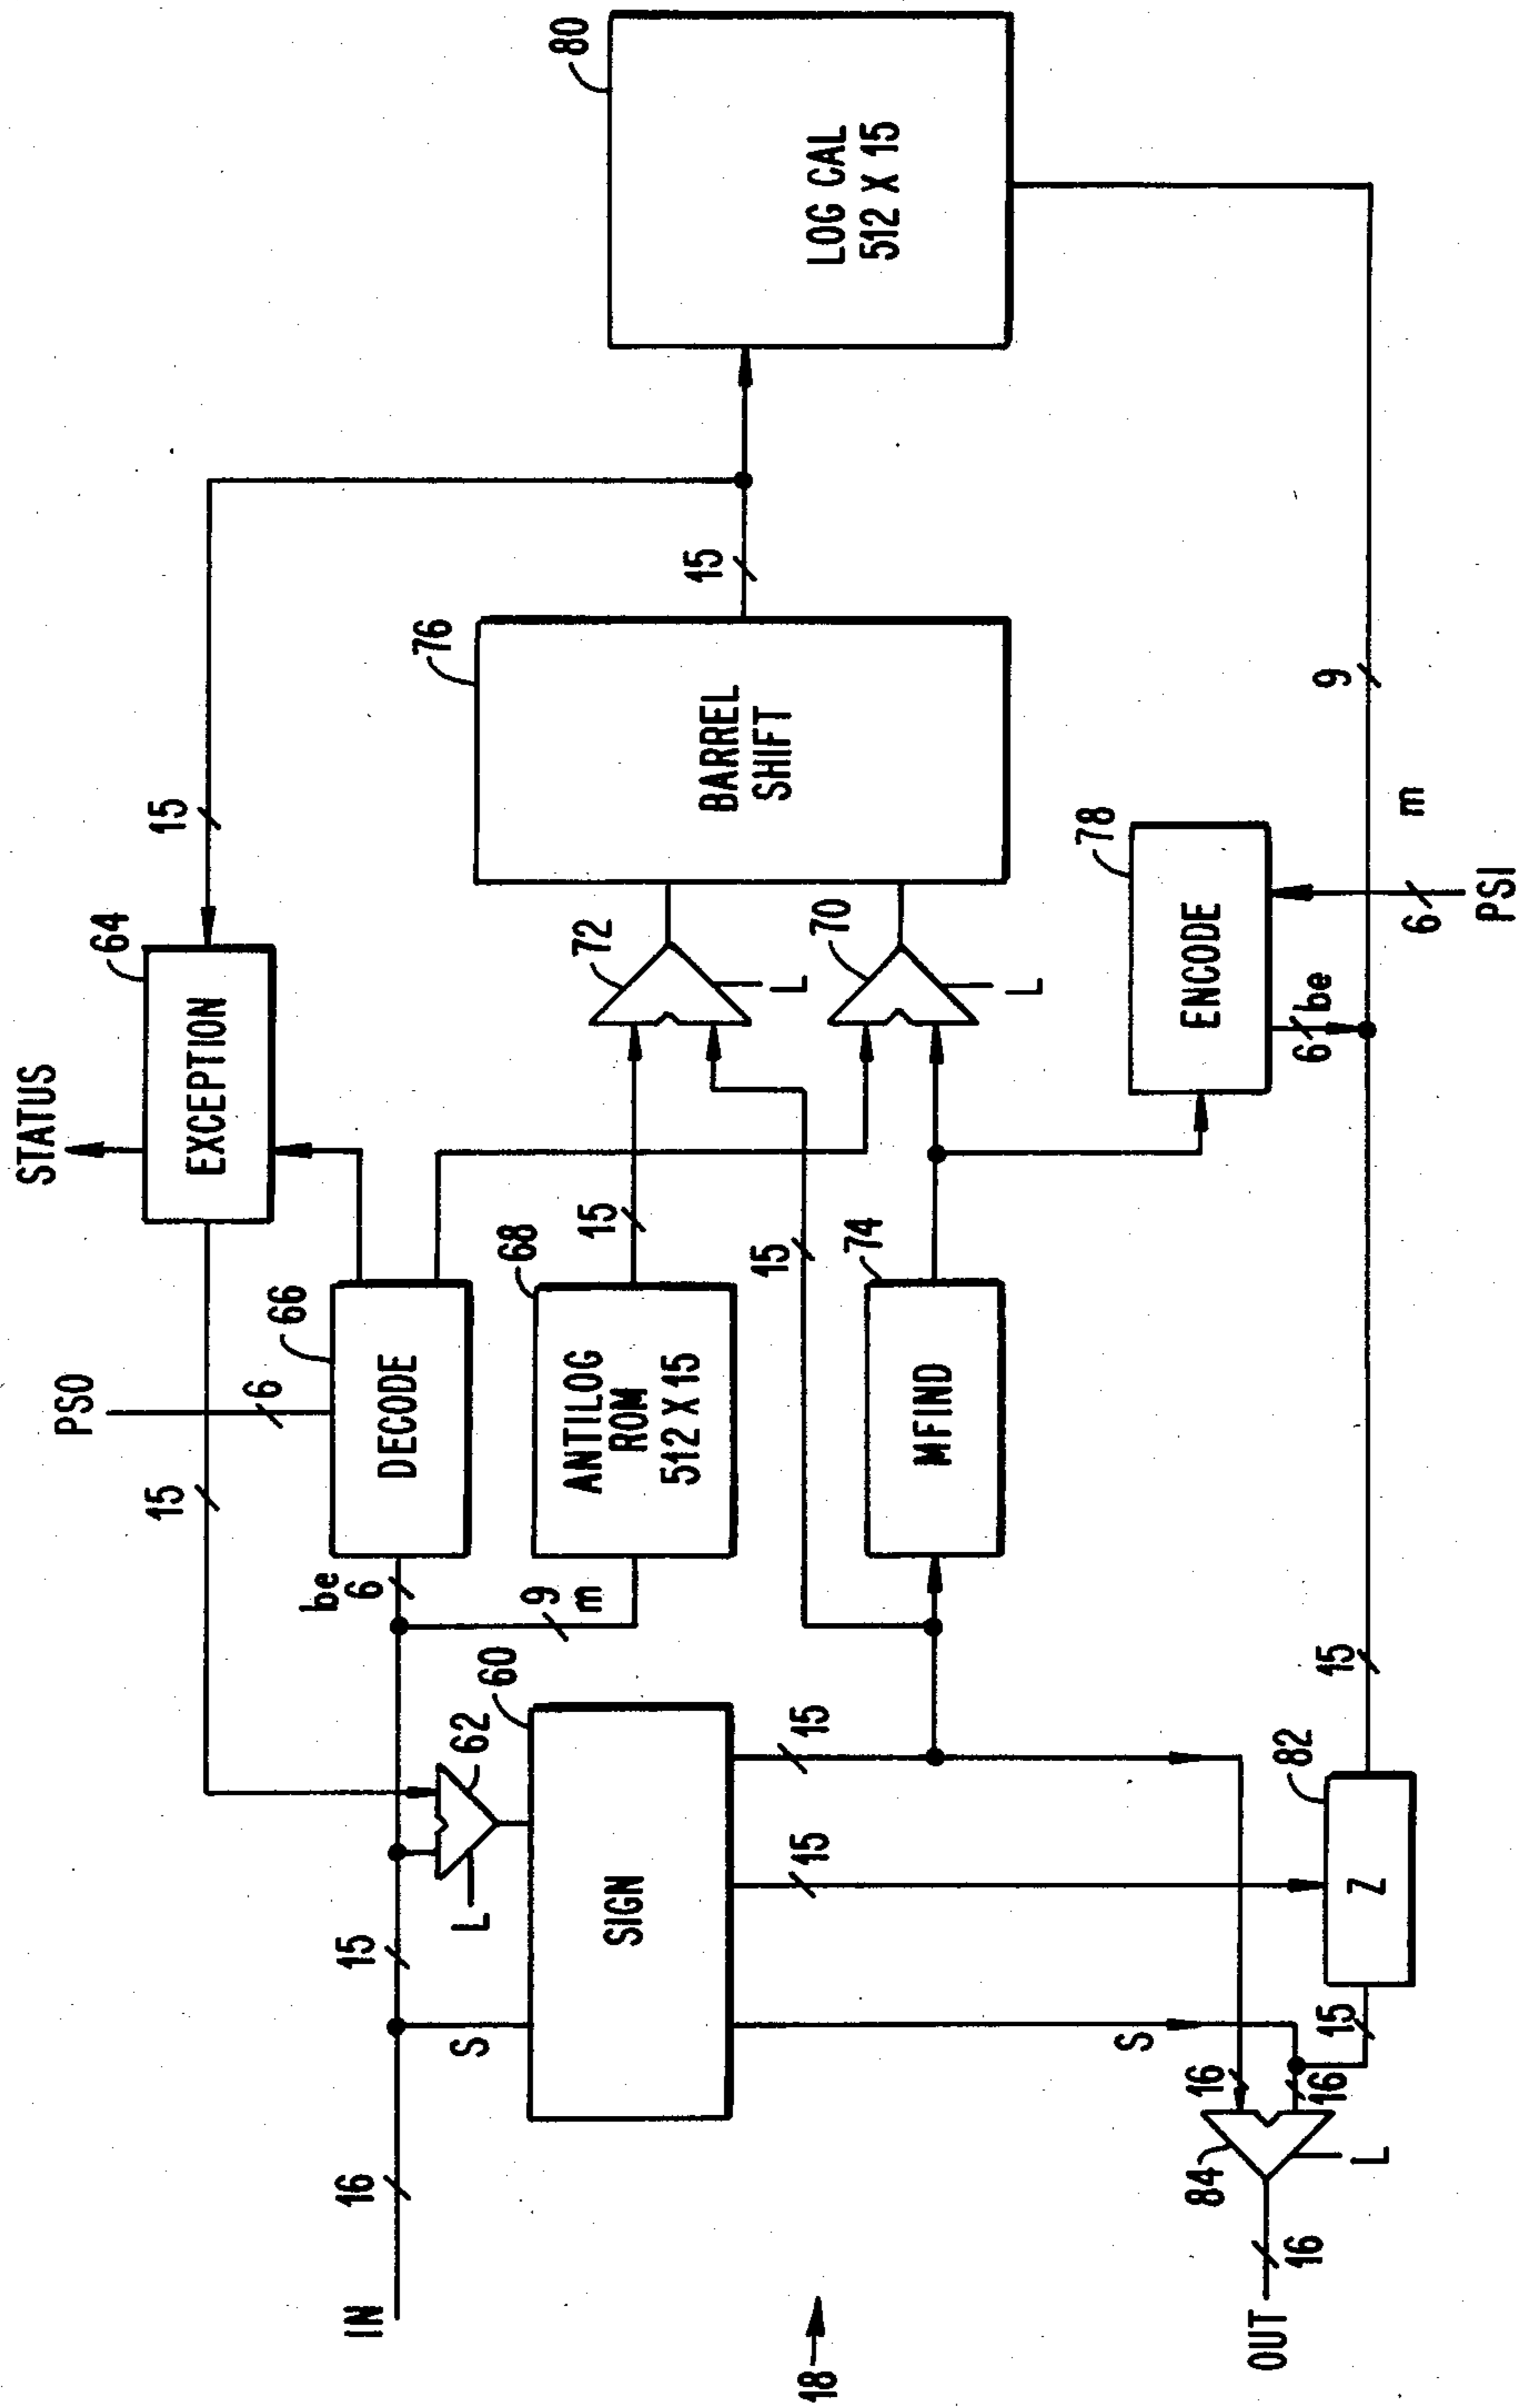 IN
16
S
15
L
62
SIGN
60
be
6
9
m
15
PSO
6
DECODE
66
STATUS
EXCEPTION
64
15
ANTILOG
ROM
512 X 15
68
15
15
MFIND
74
72
L
70
L
BARREL
SHIFT
76
15
LOG CAL
512 X 15
80
ENCODE
78
6
be
6
PSI
m
9
15
15
15
S
Z
82
15
16
16
84
L
16
OUT
18